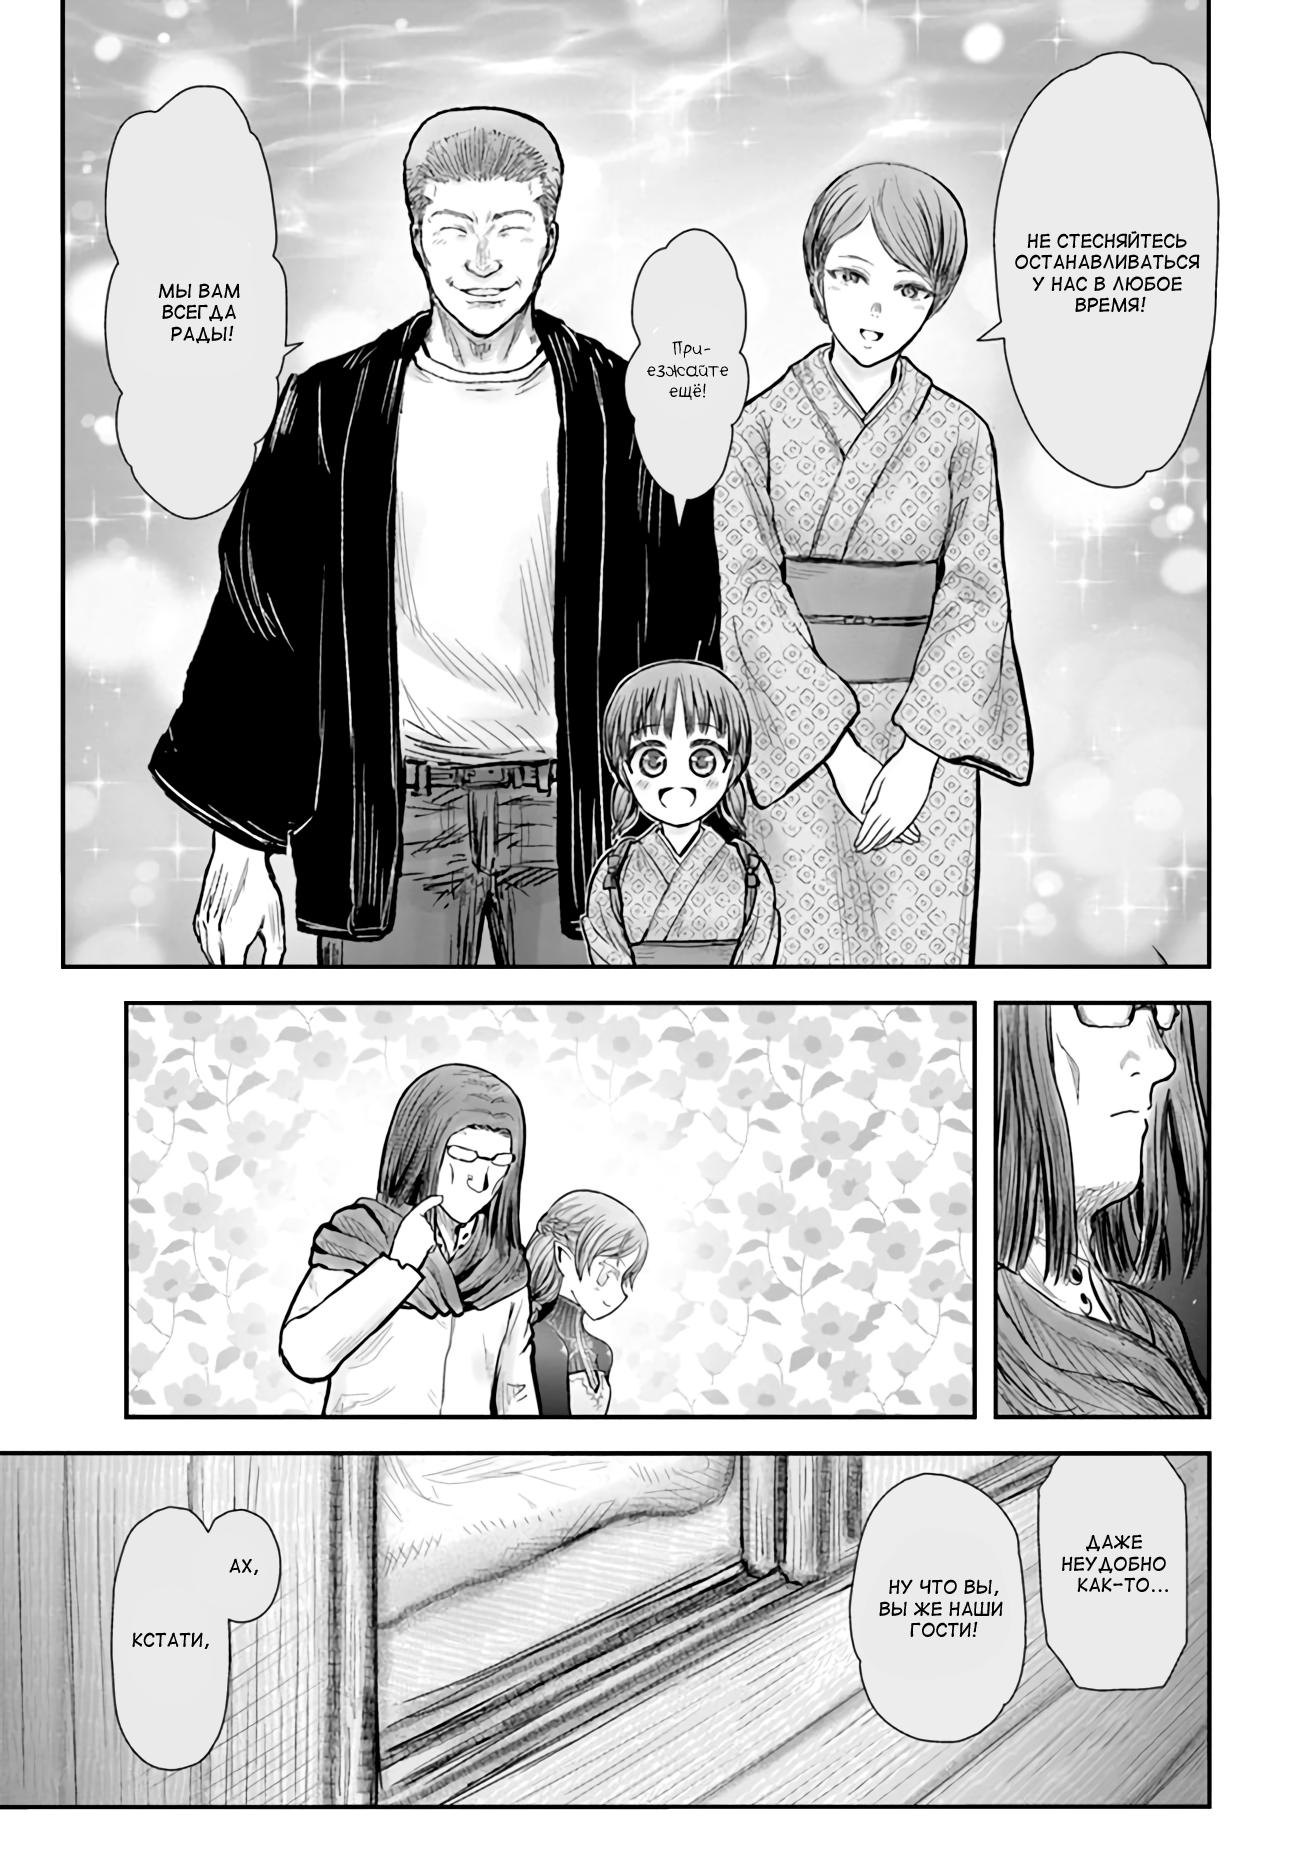 НЕ СТЕСНЯЙТЕСЬ
ОСТАНАВЛИВАТЬСЯ
У НАС В ЛЮБОЕ
ВРЕМЯ!
При-
езжайте
ещё!
МЫ ВАМ
ВСЕГДА
РАДЫ!
ДАЖЕ
НЕУДОБНО
КАК-ТО...
НУ ЧТО ВЫ,
ВЫ ЖЕ НАШИ
ГОСТИ!
АХ,
КСТАТИ,